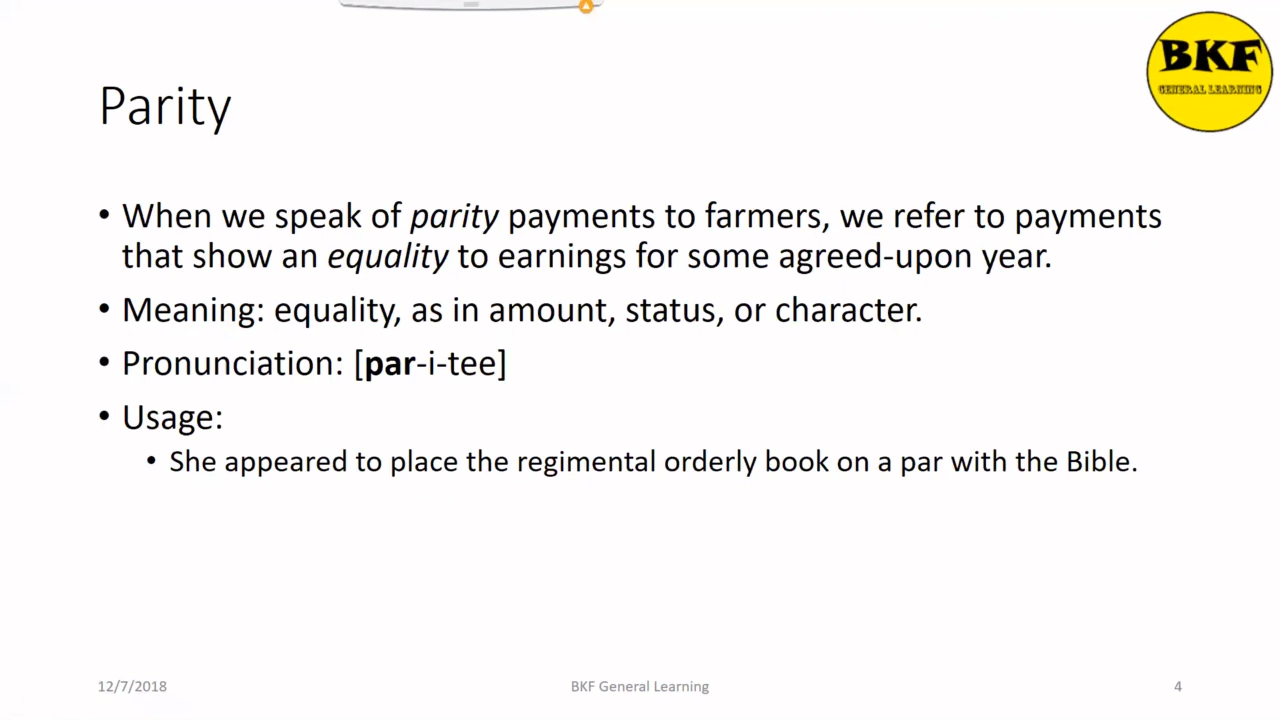 BKF
GENERAL LEARNING
Parity
• When we speak of parity payments to farmers, we refer to payments
that show an equality to earnings for some agreed-upon year.
• Meaning: equality, as in amount, status, or character.
• Pronunciation: [par-i-tee]
• Usage:
• She appeared to place the regimental orderly book on a par with the Bible.
12/7/2018
BKF General Learning
4